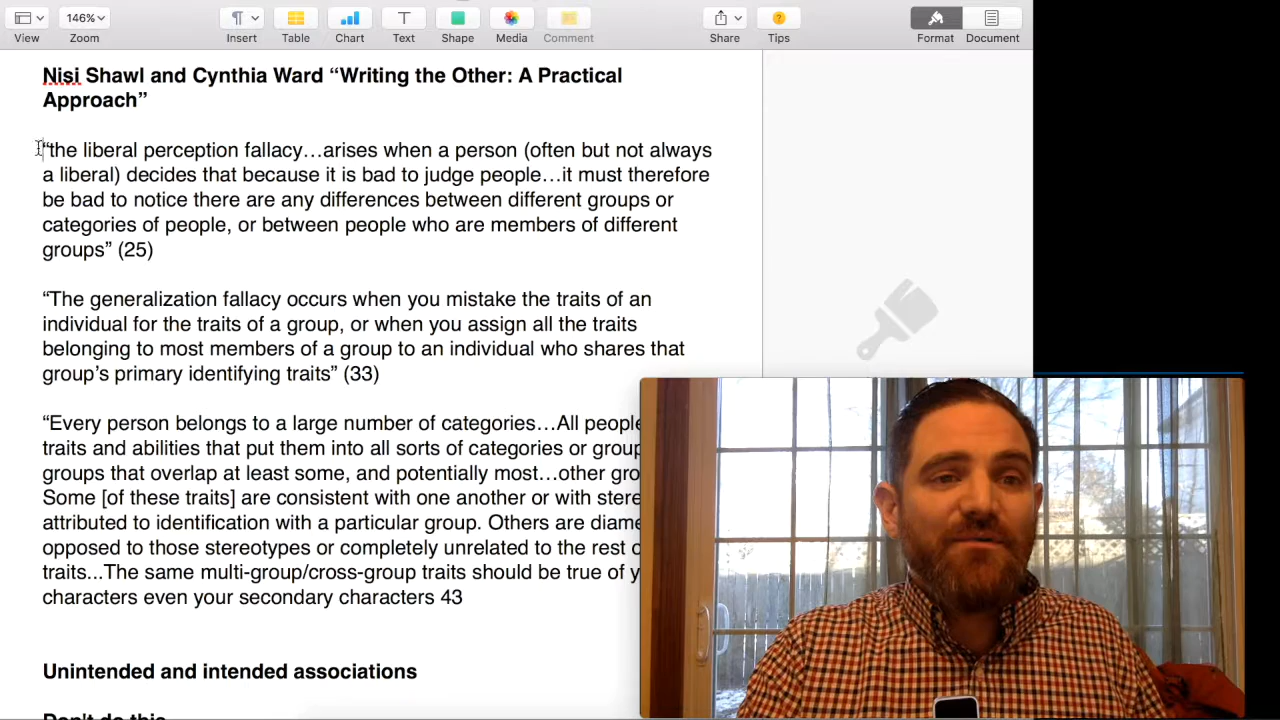 View
146%
Zoom
Insert
Table
Chart
Text
Shape
Media
Comment
Share
Tips
Format
Document
Nisi Shawl and Cynthia Ward “Writing the Other: A Practical
Approach”
“the liberal perception fallacy…arises when a person (often but not always
a liberal) decides that because it is bad to judge people…it must therefore
be bad to notice there are any differences between different groups or
categories of people, or between people who are members of different
groups” (25)
“The generalization fallacy occurs when you mistake the traits of an
individual for the traits of a group, or when you assign all the traits
belonging to most members of a group to an individual who shares that
group’s primary identifying traits” (33)
“Every person belongs to a large number of categories…All people
traits and abilities that put them into all sorts of categories or
groups that overlap at least some, and potentially most…other
Some [of these traits] are consistent with one another or with
attributed to identification with a particular group. Others are
opposed to those stereotypes or completely unrelated to the rest
traits...The same multi-group/cross-group traits should be true of
characters even your secondary characters 43
Unintended and intended associations
Don't do this